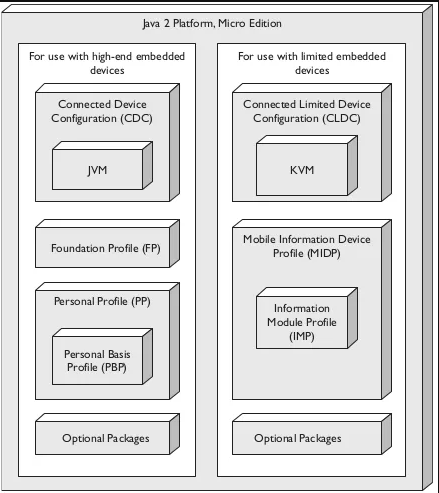 Java 2 Platform, Micro Edition
For use with high-end embedded
devices
Connected Device
Configuration (CDC)
JVM
Foundation Profile (FP)
Personal Profile (PP)
Personal Basis
Profile (PBP)
Optional Packages
For use with limited embedded
devices
Connected Limited Device
Configuration (CLDC)
KVM
Mobile Information Device
Profile (MIDP)
Information
Module Profile
(IMP)
Optional Packages